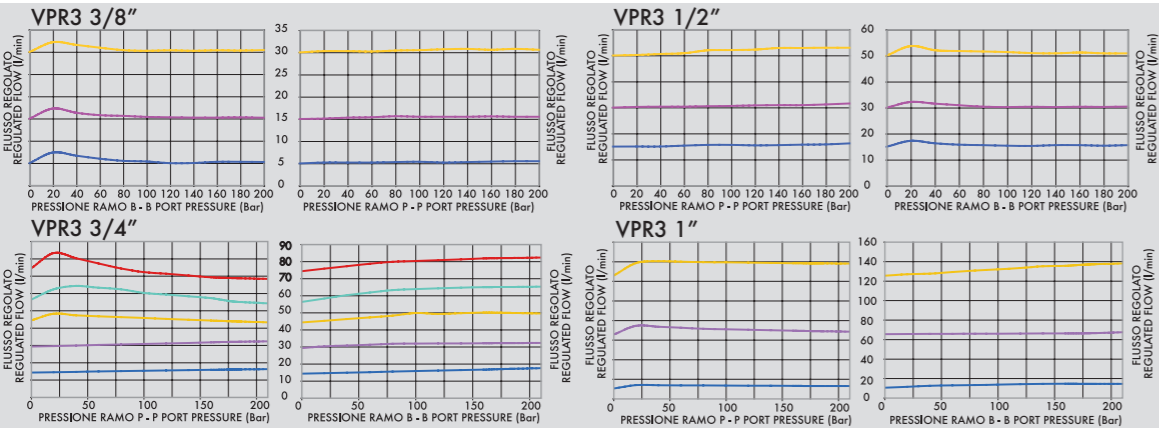 VPR3 3/8″
FLUSSO REGOLATO
REGULATED FLOW (l/min)
0 20 40 60 80 100 120 140 160 180 200
PRESSIONE RAMO B - B PORT PRESSURE (Bar)
35
30
25
20
15
10
5
0
0 20 40 60 80 100 120 140 160 180 200
PRESSIONE RAMO P - P PORT PRESSURE (Bar)
FLUSSO REGOLATO
REGULATED FLOW (l/min)
VPR3 1/2″
FLUSSO REGOLATO
REGULATED FLOW (l/min)
0 20 40 60 80 100 120 140 160 180 200
PRESSIONE RAMO P - P PORT PRESSURE (Bar)
60
50
40
30
20
10
0
0 20 40 60 80 100 120 140 160 180 200
PRESSIONE RAMO B - B PORT PRESSURE (Bar)
FLUSSO REGOLATO
REGULATED FLOW (l/min)
VPR3 3/4″
FLUSSO REGOLATO
REGULATED FLOW (l/min)
0 50 100 150 200
PRESSIONE RAMO P - P PORT PRESSURE (Bar)
90
80
70
60
50
40
30
20
10
0 50 100 150 200
PRESSIONE RAMO B - B PORT PRESSURE (Bar)
FLUSSO REGOLATO
REGULATED FLOW (l/min)
VPR3 1″
FLUSSO REGOLATO
REGULATED FLOW (l/min)
0 50 100 150 200
PRESSIONE RAMO P - P PORT PRESSURE (Bar)
160
140
120
100
80
60
40
20
0
0 50 100 150 200
PRESSIONE RAMO B - B PORT PRESSURE (Bar)
FLUSSO REGOLATO
REGULATED FLOW (l/min)